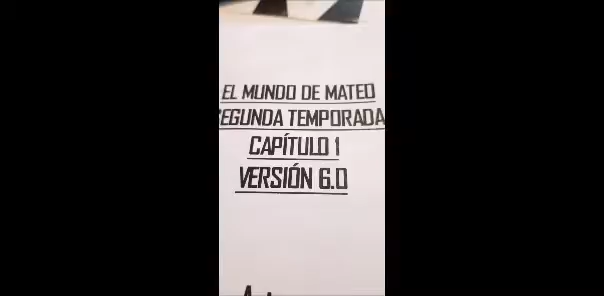 EL MUNDO DE MATEO
SEGUNDA TEMPORADA
CAPÍTULO 1
VERSIÓN 6.0